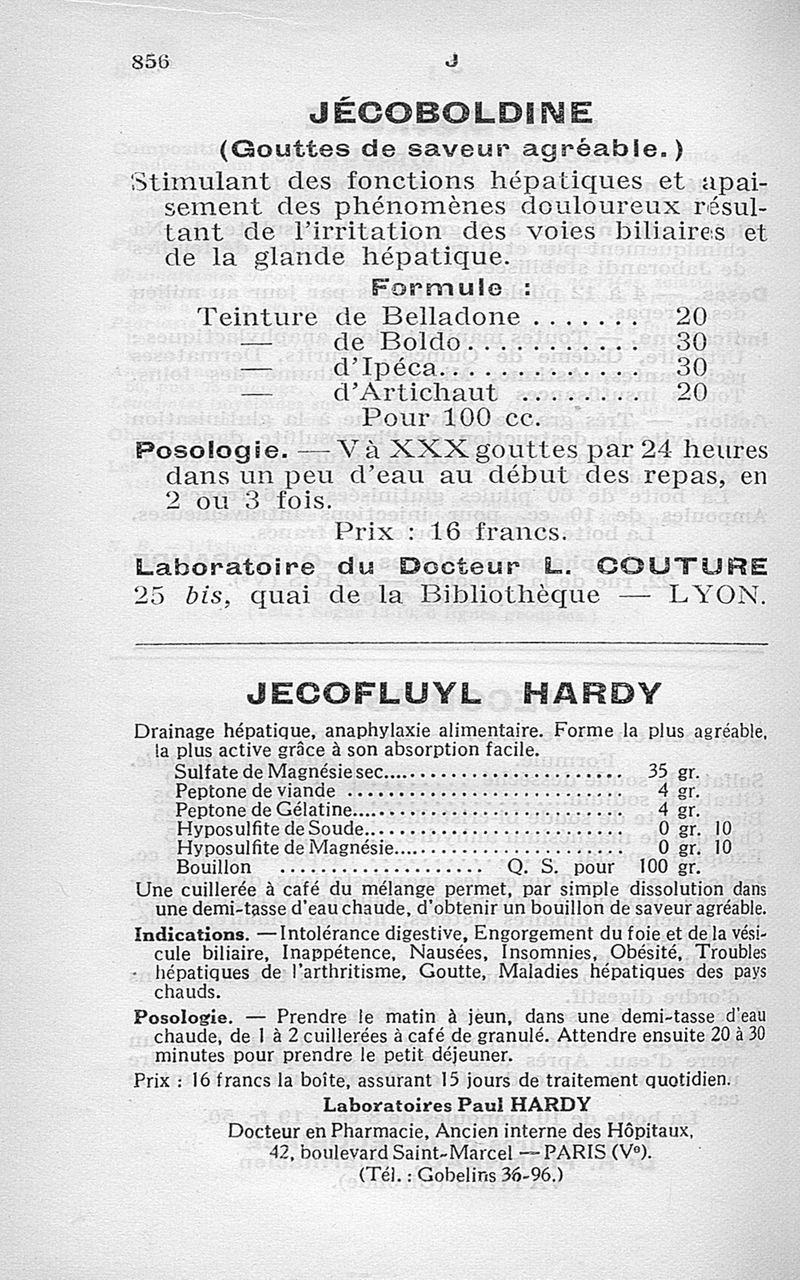 856
J
JÉCOBOLDINE
(Gouttes de saveur agréable.)
Stimulant des fonctions hépatiques et apai-
sement des phénomènes douloureux résul-
tant de l'irritation des voies biliaires et
de la glande hépatique.
Formule :
Teinture de Belladone ....... 20
de Boldo.......... 30
— d'Ipéca............ 30
— d'Artichaut ....... 20
Pour 100 cc.
Posologie. — V à XXX gouttes par 24 heures
dans un peu d'eau au début des repas, en
2 ou 3 fois.
Prix : 16 francs.
Laboratoire du Docteur L. COUTURE
25 bis, quai de la Bibliothèque — LYON.
JECOFLUYL HARDY
Drainage hépatique, anaphylaxie alimentaire. Forme la plus agréable,
la plus active grâce à son absorption facile.
Sulfate de Magnésie sec........................ 35 gr.
Peptone de viande ........................ 4 gr.
Peptone de Gélatine........................ 4 gr.
Hyposulfite de Soude........................ 0 gr. 10
Hyposulfite de Magnésie........................ 0 gr. 10
Bouillon .................... Q. S. pour 100 gr.
Une cuillerée à café du mélange permet, par simple dissolution dans
une demi-tasse d'eau chaude, d'obtenir un bouillon de saveur agréable.
Indications. — Intolérance digestive, Engorgement du foie et de la vési-
cule biliaire, Inappétence, Nausées, Insomnies, Obésité, Troubles
hépatiques de l'arthritisme, Goutte, Maladies hépatiques des pays
chauds.
Posologie. — Prendre le matin à jeun, dans une demi-tasse d'eau
chaude, de 1 à 2 cuillerées à café de granulé. Attendre ensuite 20 à 30
minutes pour prendre le petit déjeuner.
Prix : 16 francs la boîte, assurant 15 jours de traitement quotidien.
Laboratoires Paul HARDY
Docteur en Pharmacie, Ancien interne des Hôpitaux,
42, boulevard Saint-Marcel — PARIS (Ve).
(Tél. : Gobelins 36-96.)